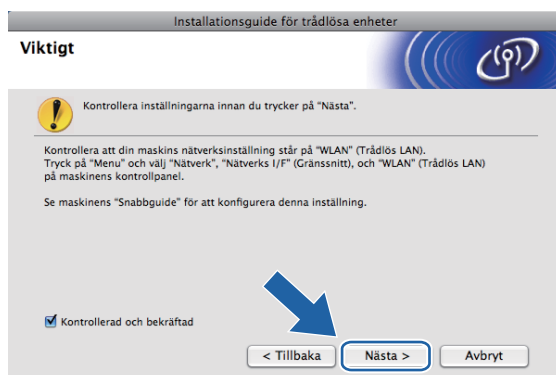 Installationsguide för trådlösa enheter
Viktigt
Kontrollera inställningarna innan du trycker på "Nästa".
Kontrollera att din maskins nätverksinställning står på "WLAN" (Trådlös LAN).
Tryck på "Menu" och välj "Nätverk", "Nätverks I/F" (Gränssnitt), och "WLAN" (Trådlös LAN)
på maskinens kontrollpanel.
Se maskinens "Snabbguide" för att konfigurera denna inställning.
Kontrollerad och bekräftad
< Tillbaka
Nästa >
Avbryt